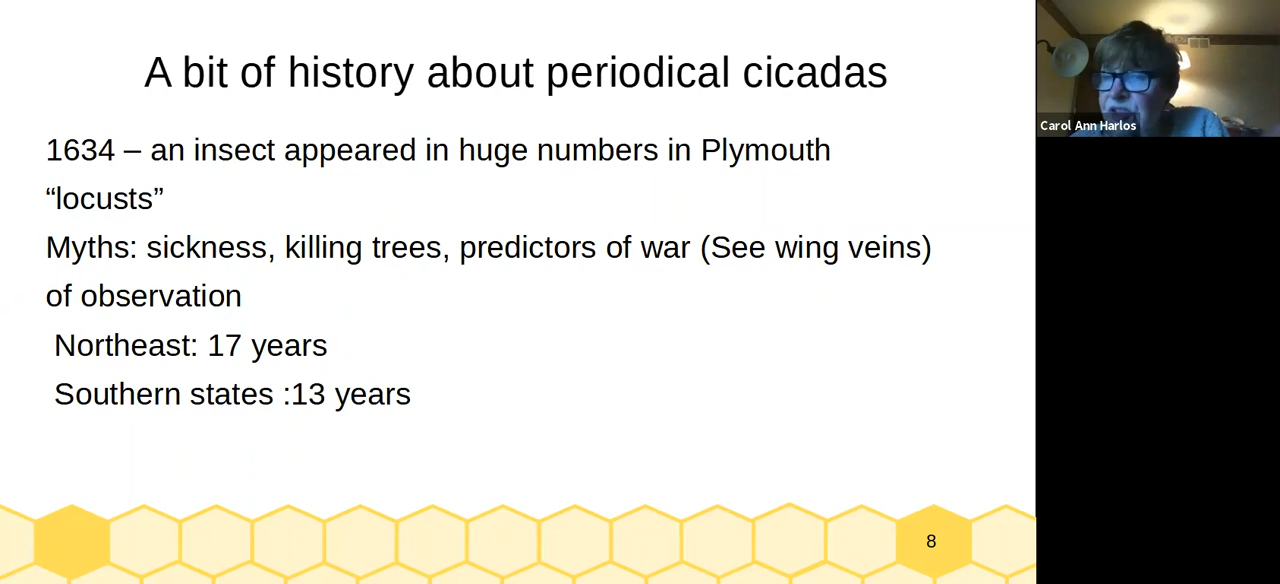 A bit of history about periodical cicadas
1634 – an insect appeared in huge numbers in Plymouth
“locusts”
Myths: sickness, killing trees, predictors of war (See wing veins)
of observation
Northeast: 17 years
Southern states :13 years
8
Carol Ann Harlos